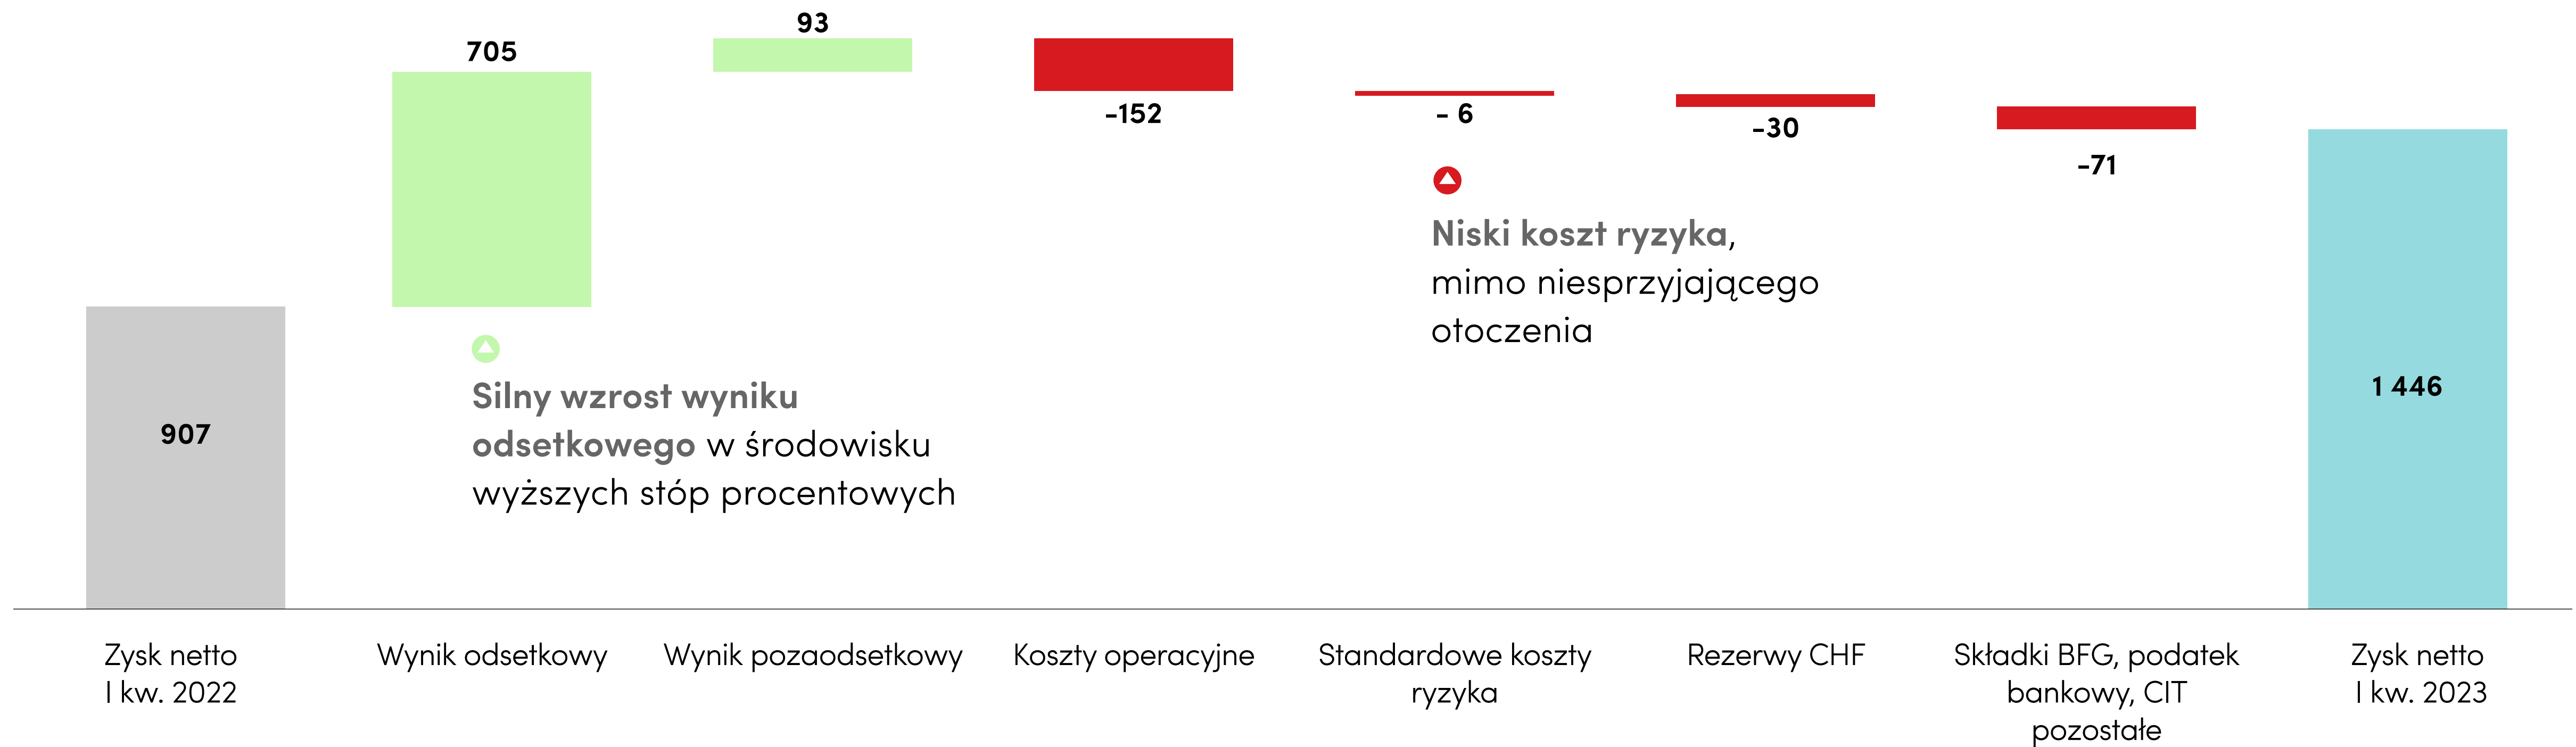 93
705
-152
- 6
-30
-71
Niski koszt ryzyka,
mimo niesprzyjającego
otoczenia
Silny wzrost wyniku
odsetkowego w środowisku
wyższych stóp procentowych
907
1 446
Zysk netto
I kw. 2022
Wynik odsetkowy
Wynik pozaodsetkowy
Koszty operacyjne
Standardowe koszty
ryzyka
Rezerwy CHF
Składki BFG, podatek
bankowy, CIT
pozostałe
Zysk netto
I kw. 2023